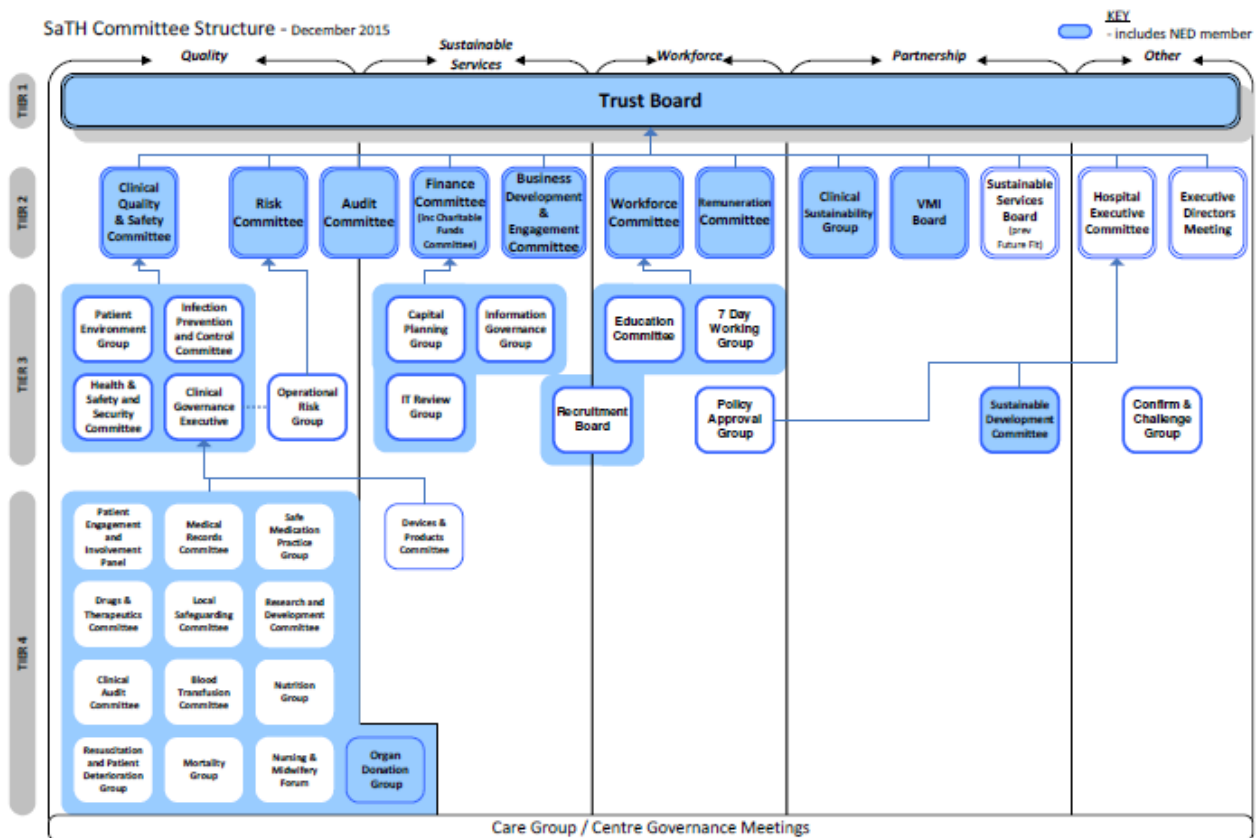 SaTH Committee Structure - December 2015
KEY
- includes NED member
Quality
Sustainable
Services
Workforce
Partnership
Other
TIER 1
Trust Board
TIER 2
Clinical
Quality
& Safety
Committee
Risk
Committee
Audit
Committee
Finance
Committee
(inc Charitable
Funds
Committee)
Business
Development
&
Engagement
Committee
Workforce
Committee
Remuneration
Committee
Clinical
Sustainability
Group
VMI
Board
Sustainable
Services
Board
(prev
Future Fit)
Hospital
Executive
Committee
Executive
Directors
Meeting
TIER 3
Patient
Environment
Group
Infection
Prevention
and Control
Committee
Capital
Planning
Group
Information
Governance
Group
Education
Committee
7 Day
Working
Group
Health &
Safety and
Security
Committee
Clinical
Governance
Executive
Operational
Risk
Group
IT Review
Group
Recruitment
Board
Policy
Approval
Group
Sustainable
Development
Committee
Confirm &
Challenge
Group
TIER 4
Patient
Engagement
and
Involvement
Panel
Medical
Records
Committee
Safe
Medication
Practice
Group
Devices &
Products
Committee
Drugs &
Therapeutics
Committee
Local
Safeguarding
Committee
Research and
Development
Committee
Clinical
Audit
Committee
Blood
Transfusion
Committee
Nutrition
Group
Resuscitation
and Patient
Deterioration
Group
Mortality
Group
Nursing &
Midwifery
Forum
Organ
Donation
Group
Care Group / Centre Governance Meetings